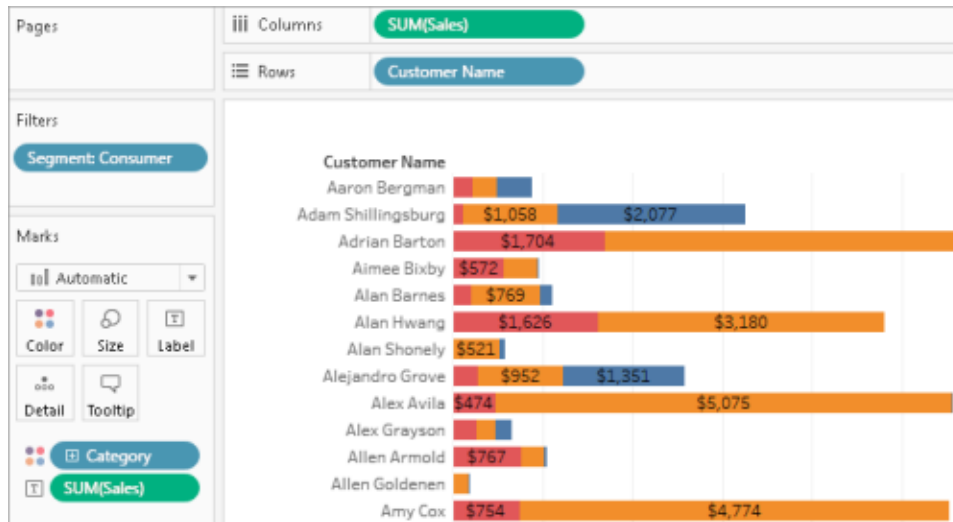 Pages
Columns
SUM(Sales)
Rows
Customer Name
Filters
Segment: Consumer
Marks
Automatic
Color
Size
Label
Detail
Tooltip
Category
SUM(Sales)
Customer Name
Aaron Bergman
Adam Shillingsburg $1,058 $2,077
Adrian Barton $1,704
Aimee Bixby $572
Alan Barnes $769
Alan Hwang $1,626 $3,180
Alan Shonely $521
Alejandro Grove $952 $1,351
Alex Avila $474 $5,075
Alex Grayson
Allen Armold $767
Allen Goldenen
Amy Cox $754 $4,774